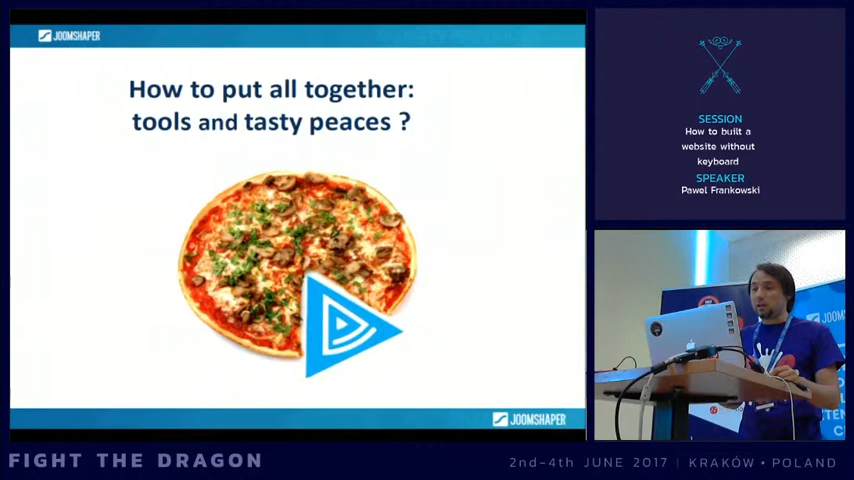 JOOMSHAPER
How to put all together:
tools and tasty peaces ?
JOOMSHAPER
SESSION
How to built a
website without
keyboard
SPEAKER
Pawel Frankowski
JOOM
FIGHT THE DRAGON
2nd-4th JUNE 2017 | KRAKÓW • POLAND